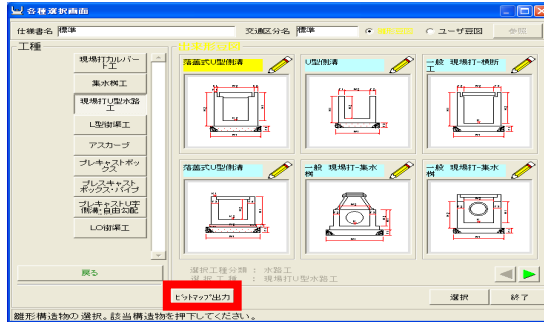 各種選択画面
仕様書名 標準 交通区分名 標準 ユーザ豆図 参照
工種
現場打カルバー
ト工
集水桝工
現場打U型水路
工
L型街渠工
アスカーブ
プレキャストボッ
クス
プレスキャスト
ボックス・パイプ
プレキャストU字
側溝・自由勾配
LO街渠工
戻る
落蓋式U型側溝
U型側溝
一般 現場打-横断
工
落蓋式U型側溝
一般 現場打-集水
桝
一般 現場打-集水
桝
選択工種分類 : 水路工
選択工種 : 現場打U型水路工
ビットマップ出力
選択 終了
雛形構造物の選択。該当構造物を押下してください。